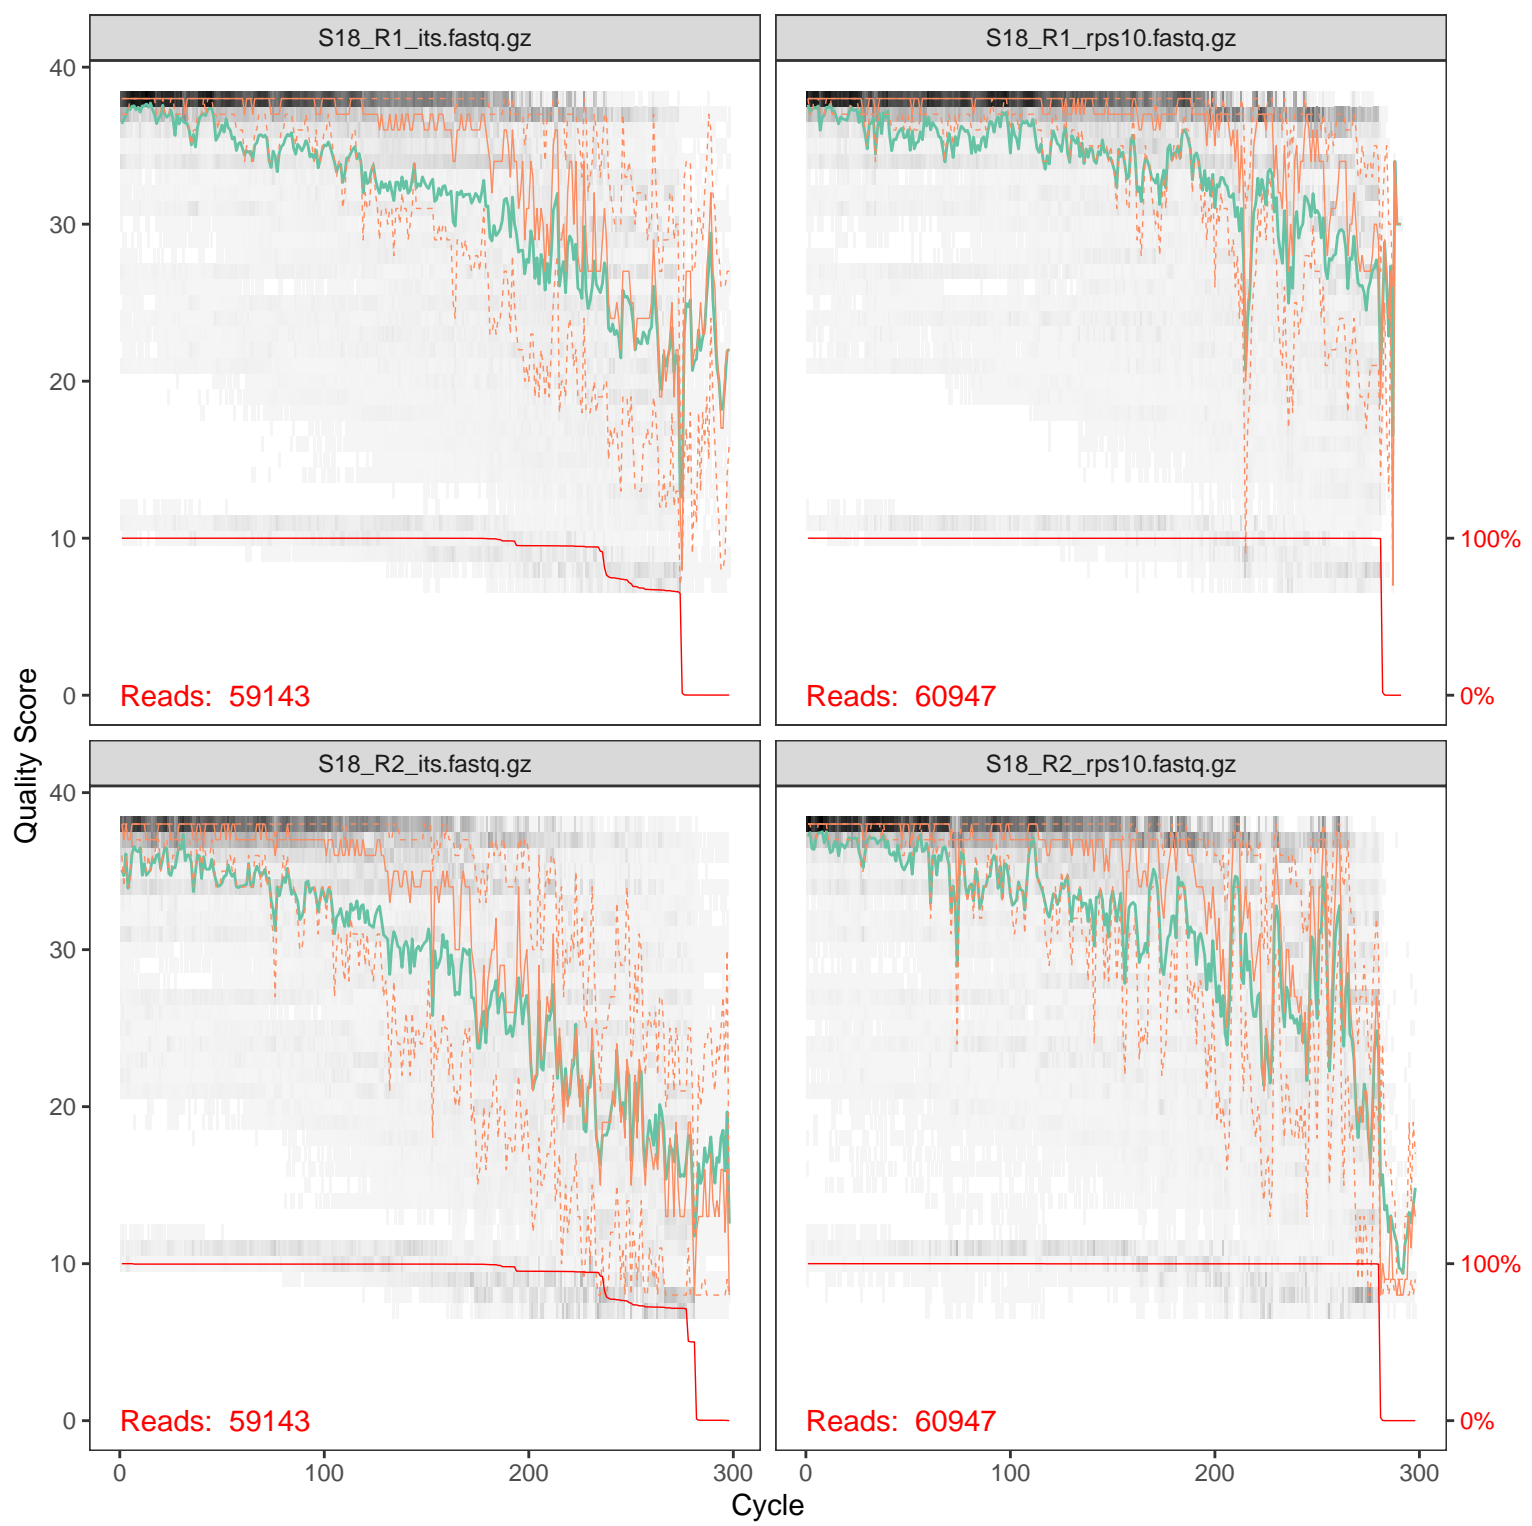 S18_R1_its.fastq.gz
S18_R1_rps10.fastq.gz
40
30
20
10
0
Reads: 59143
Reads: 60947
100%
0%
Quality Score
S18_R2_its.fastq.gz
S18_R2_rps10.fastq.gz
40
30
20
10
0
Reads: 59143
Reads: 60947
100%
0%
0 100 200 300
0 100 200 300
Cycle